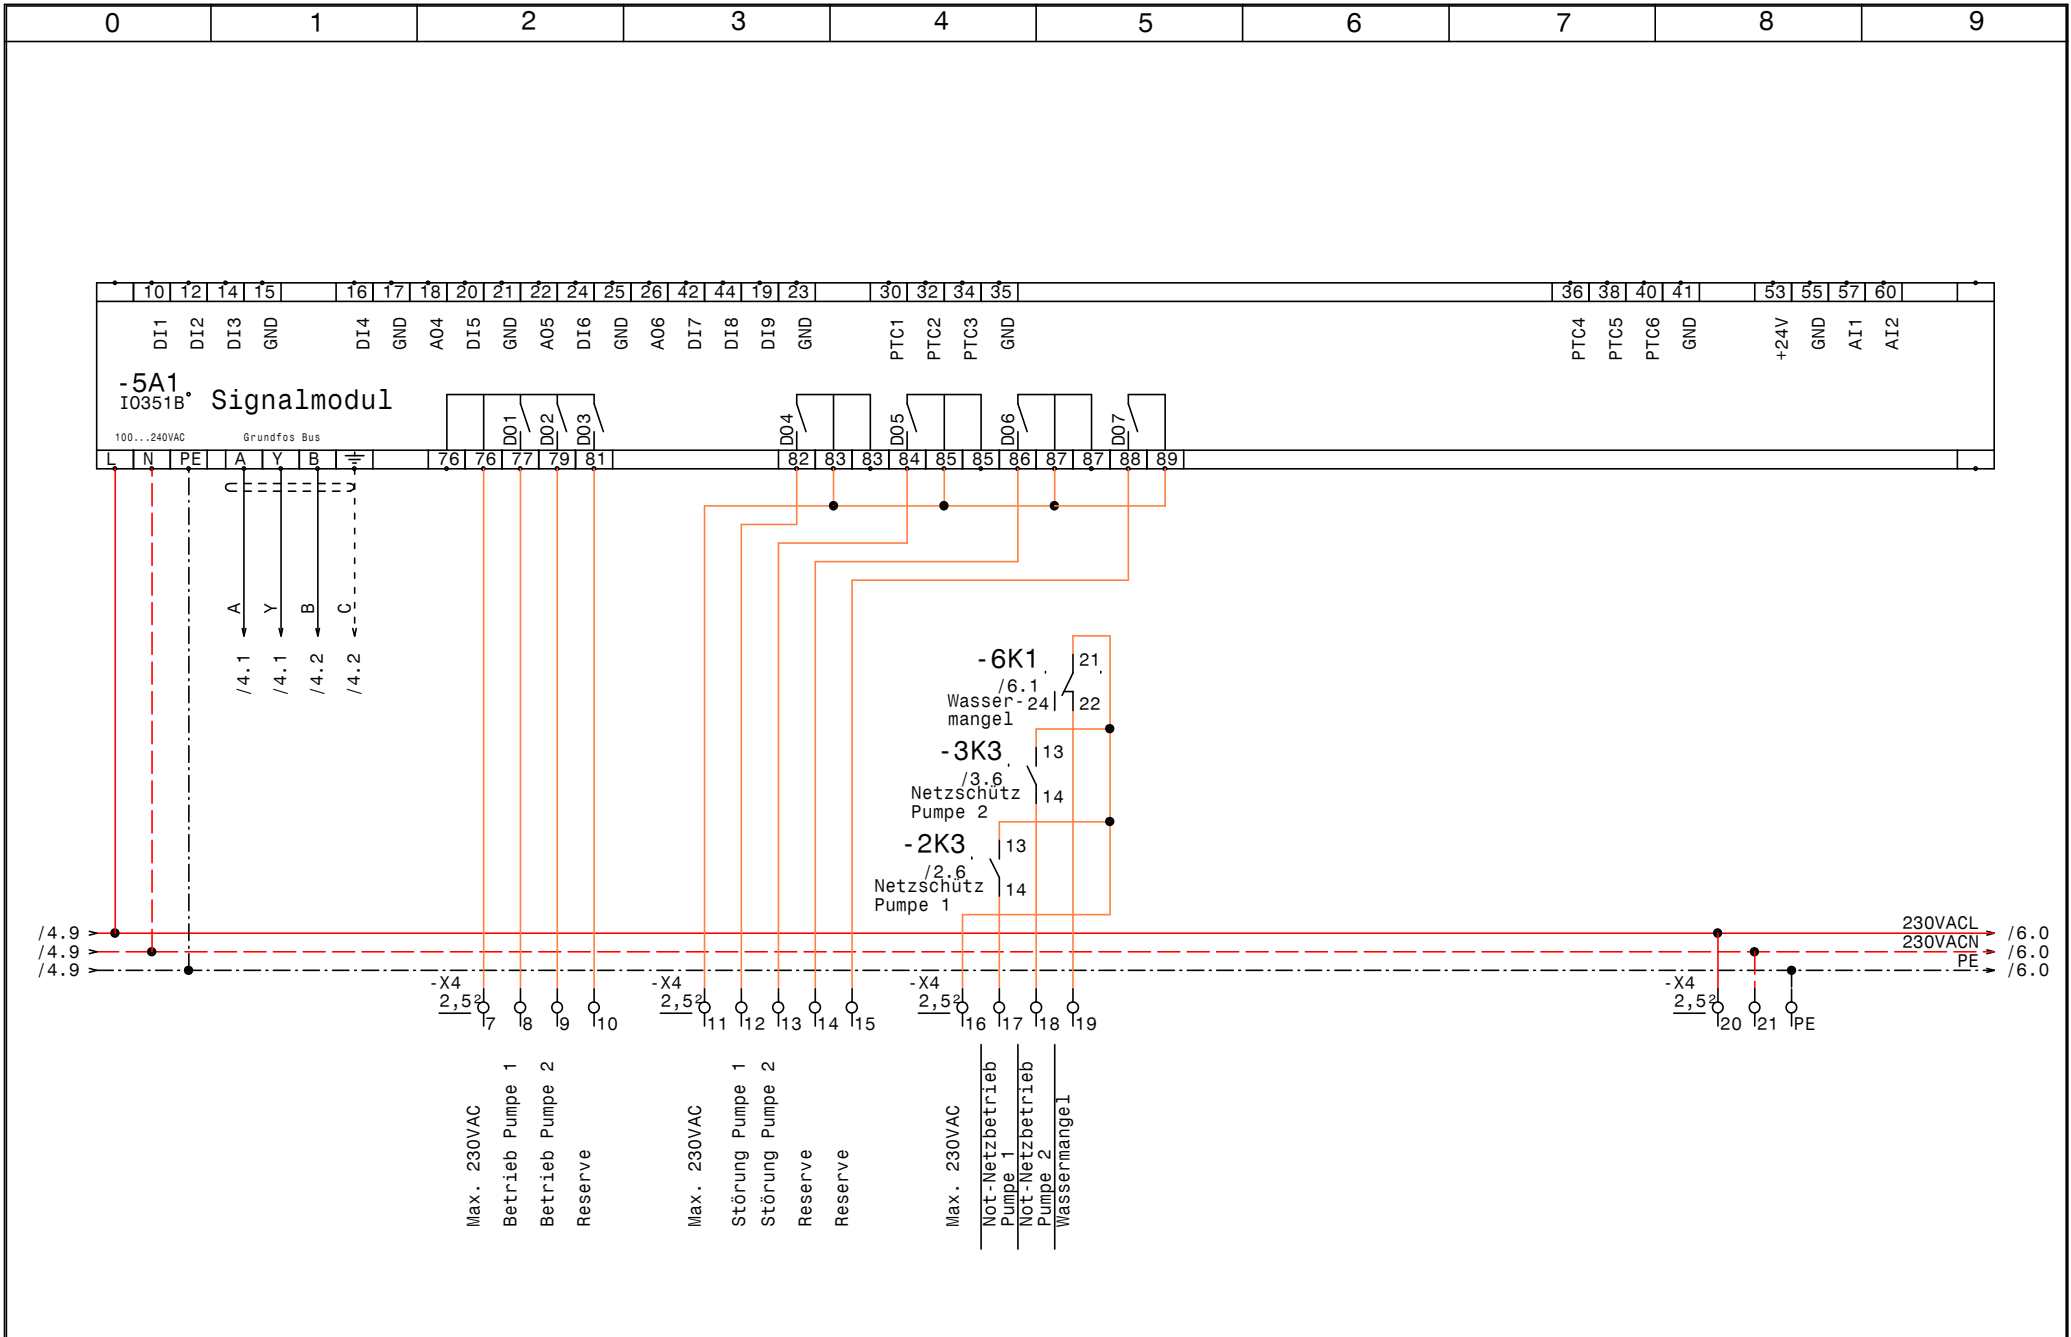 0 1 2 3 4 5 6 7 8 9
10 12 14 15 16 17 18 20 21 22 24 25 26 42 44 19 23 30 32 34 35 36 38 40 41 53 55 57 60
DI1 DI2 DI3 GND DI4 GND AO4 DI5 GND AO5 DI6 GND AO6 DI7 DI8 DI9 GND PTC1 PTC2 PTC3 GND PTC4 PTC5 PTC6 GND +24V GND AI1 AI2
-5A1
IO351B° Signalmodul
100...240VAC Grundfos Bus
DO1 DO2 DO3 DO4 DO5 DO6 DO7
L N PE A Y B 76 76 77 79 81 82 83 83 84 85 85 86 87 87 88 89
A Y B C
/4.1 /4.1 /4.2 /4.2
-6K1 21
/6.1
Wasser- 24 22
mangel
-3K3 13
/3.6
Netzschütz 14
Pumpe 2
-2K3 13
/2.6
Netzschütz 14
Pumpe 1
/4.9 230VACL /6.0
/4.9 230VACN /6.0
/4.9 PE /6.0
-X4 -X4 -X4 -X4
2,5² 2,5² 2,5² 2,5²
7 8 9 10 11 12 13 14 15 16 17 18 19 20 21 PE
Max. 230VAC
Betrieb Pumpe 1
Betrieb Pumpe 2
Reserve
Max. 230VAC
Störung Pumpe 1
Störung Pumpe 2
Reserve
Reserve
Max. 230VAC
Not-Netzbetrieb
Pumpe 1
Not-Netzbetrieb
Pumpe 2
Wassermangel